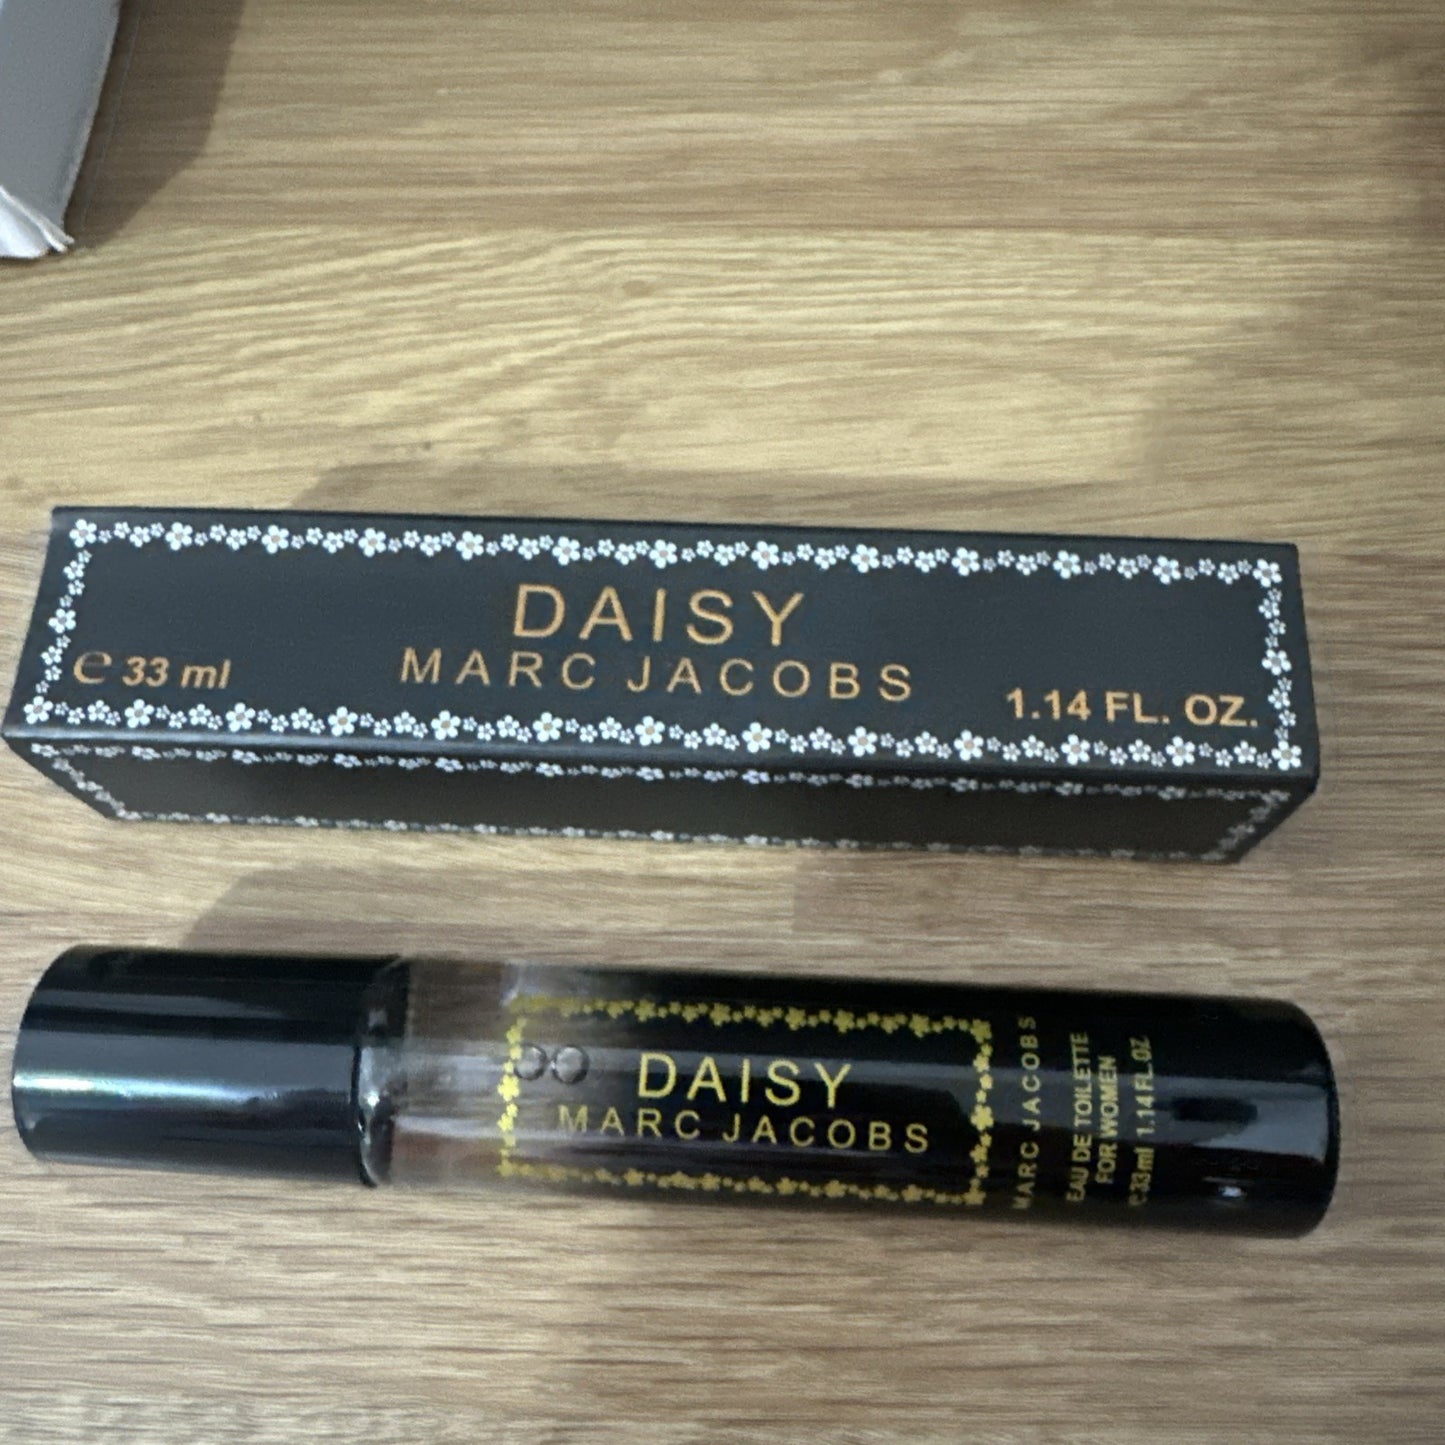 DAISY
MARC JACOBS
℮ 33 ml
1.14 FL. OZ.
DAISY
MARC JACOBS
MARC JACOBS
EAU DE TOILETTE
FOR WOMEN
℮33ml 1.14 FL.OZ